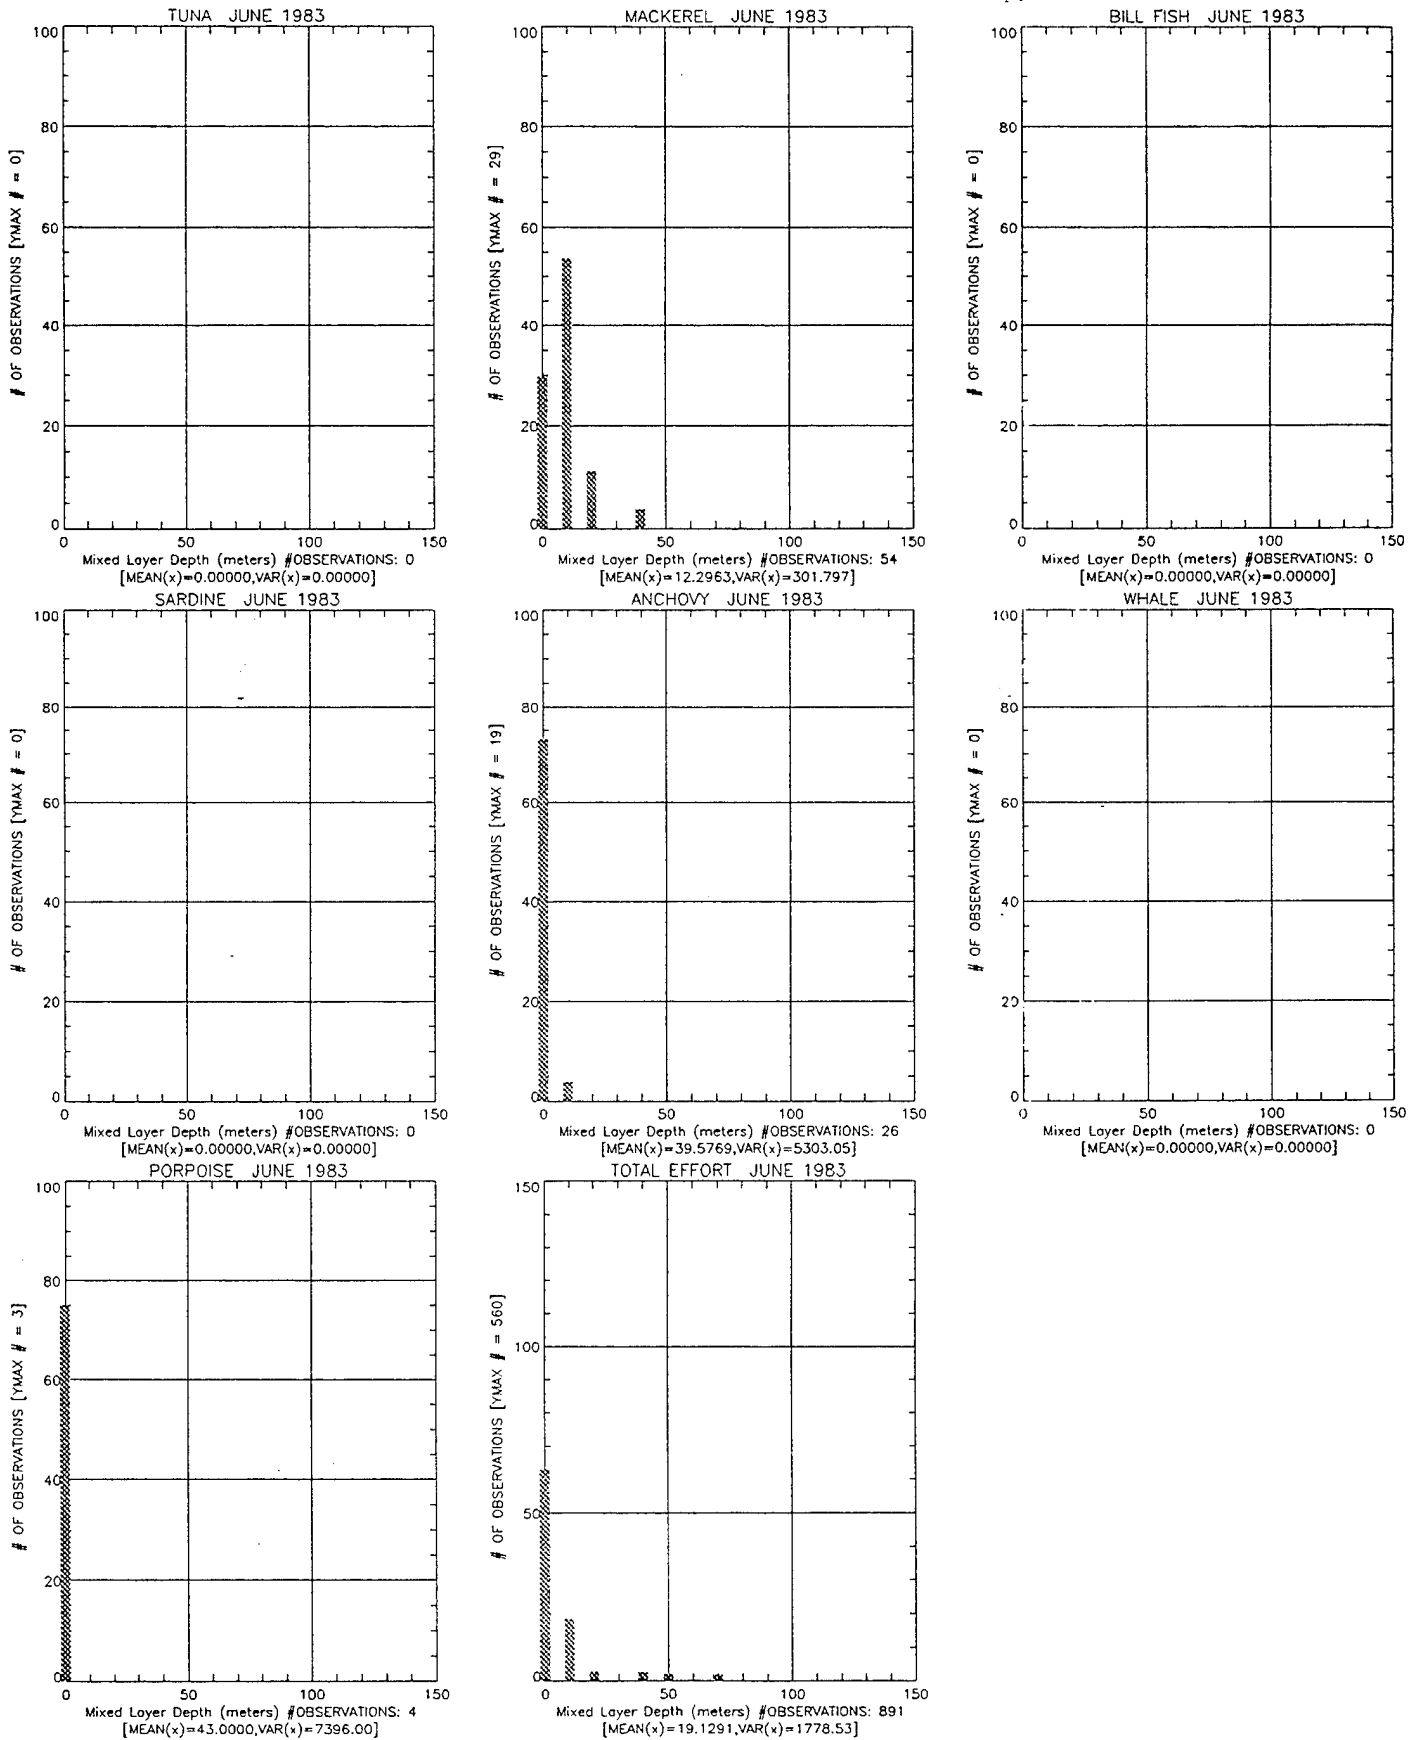 TUNA JUNE 1983
100
80
60
40
20
0
# OF OBSERVATIONS [YMAX # = 0]
0 50 100 150
Mixed Layer Depth (meters) #OBSERVATIONS: 0
[MEAN(x)=0.00000,VAR(x)=0.00000]
MACKEREL JUNE 1983
100
80
60
40
20
0
# OF OBSERVATIONS [YMAX # = 29]
0 50 100 150
Mixed Layer Depth (meters) #OBSERVATIONS: 54
[MEAN(x)=12.2963,VAR(x)=301.797]
BILL FISH JUNE 1983
100
80
60
40
20
0
# OF OBSERVATIONS [YMAX # = 0]
0 50 100 150
Mixed Layer Depth (meters) #OBSERVATIONS: 0
[MEAN(x)=0.00000,VAR(x)=0.00000]
SARDINE JUNE 1983
100
80
60
40
20
0
# OF OBSERVATIONS [YMAX # = 0]
0 50 100 150
Mixed Layer Depth (meters) #OBSERVATIONS: 0
[MEAN(x)=0.00000,VAR(x)=0.00000]
ANCHOVY JUNE 1983
100
80
60
40
20
0
# OF OBSERVATIONS [YMAX # = 19]
0 50 100 150
Mixed Layer Depth (meters) #OBSERVATIONS: 26
[MEAN(x)=39.5769,VAR(x)=5303.05]
WHALE JUNE 1983
100
80
60
40
20
0
# OF OBSERVATIONS [YMAX # = 0]
0 50 100 150
Mixed Layer Depth (meters) #OBSERVATIONS: 0
[MEAN(x)=0.00000,VAR(x)=0.00000]
PORPOISE JUNE 1983
100
80
60
40
20
0
# OF OBSERVATIONS [YMAX # = 3]
0 50 100 150
Mixed Layer Depth (meters) #OBSERVATIONS: 4
[MEAN(x)=43.0000,VAR(x)=7396.00]
TOTAL EFFORT JUNE 1983
150
100
50
0
# OF OBSERVATIONS [YMAX # = 560]
0 50 100 150
Mixed Layer Depth (meters) #OBSERVATIONS: 891
[MEAN(x)=19.1291,VAR(x)=1778.53]